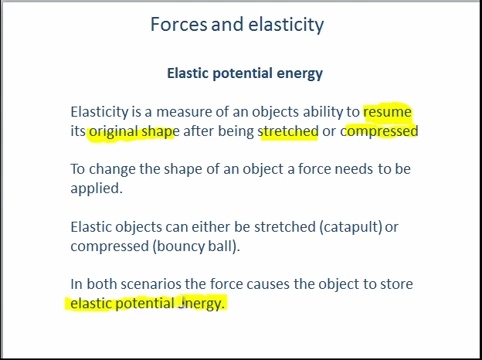 Forces and elasticity
Elastic potential energy
Elasticity is a measure of an objects ability to resume
its original shape after being stretched or compressed
To change the shape of an object a force needs to be
applied.
Elastic objects can either be stretched (catapult) or
compressed (bouncy ball).
In both scenarios the force causes the object to store
elastic potential energy.